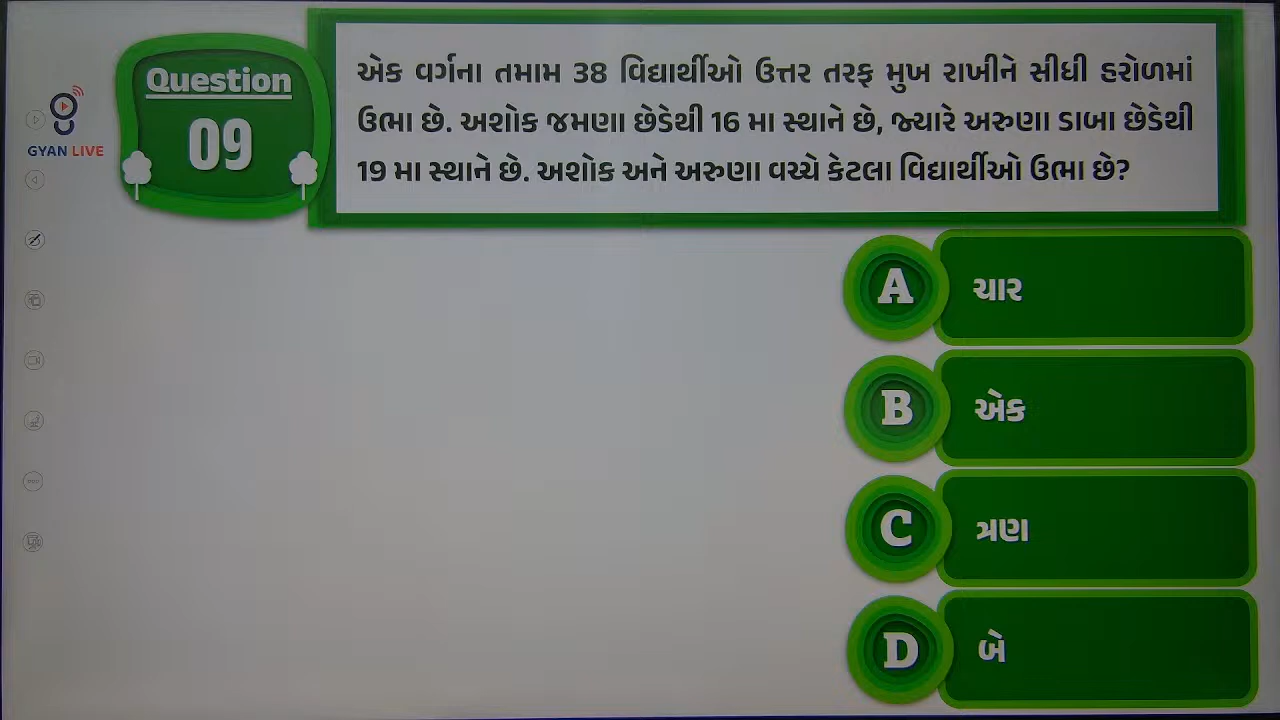 Question
09
GYAN LIVE
એક વર્ગના તમામ 38 વિદ્યાર્થીઓ ઉત્તર તરફ મુખ રાખીને સીધી હરોળમાં
ઉભા છે. અશોક જમણા છેડેથી 16 મા સ્થાને છે, જ્યારે અરુણા ડાબા છેડેથી
19 મા સ્થાને છે. અશોક અને અરુણા વચ્ચે કેટલા વિદ્યાર્થીઓ ઉભા છે?
A ચાર
B એક
C ત્રણ
D બે